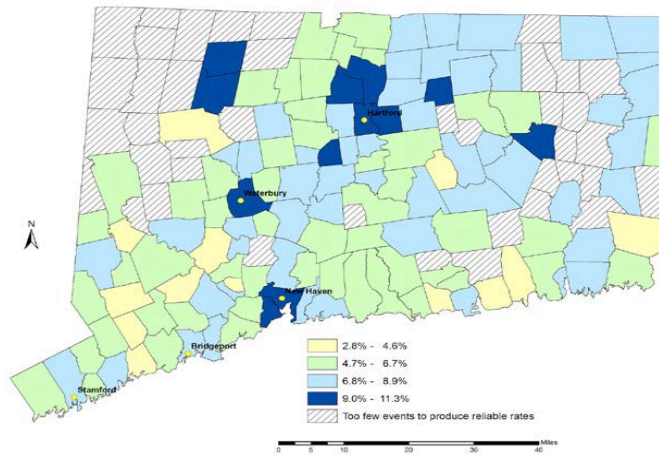 Hartford
Waterbury
N
New Haven
Bridgeport
Stamford
2.8% - 4.6%
4.7% - 6.7%
6.8% - 8.9%
9.0% - 11.3%
Too few events to produce reliable rates
Miles
0 5 10 20 30 40